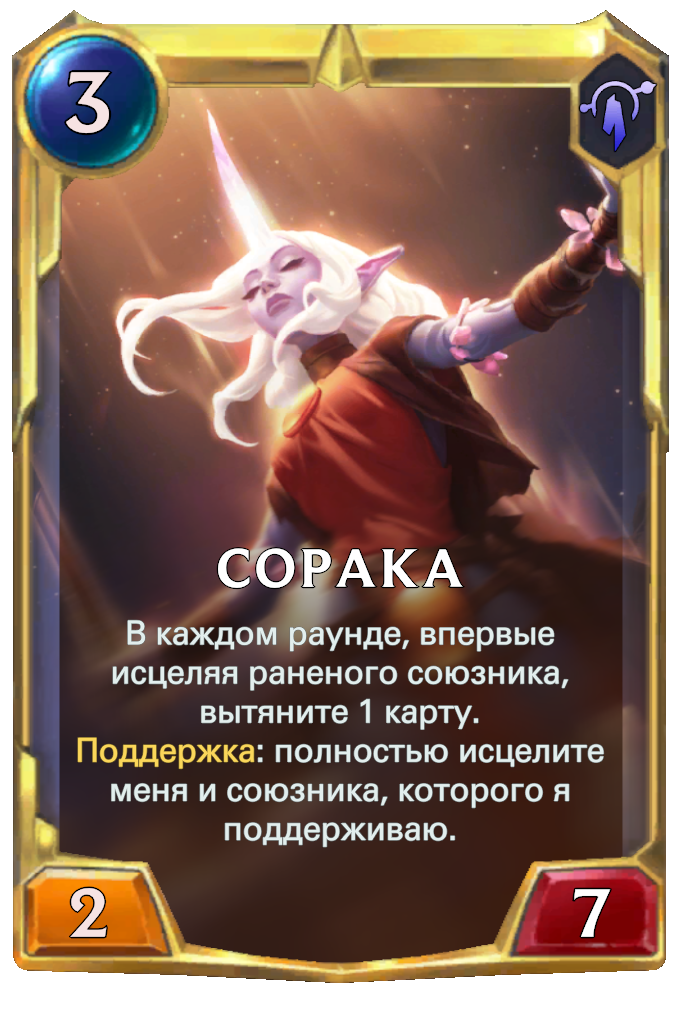 3
СОРАКА
В каждом раунде, впервые
исцеляя раненого союзника,
вытяните 1 карту.
Поддержка: полностью исцелите
меня и союзника, которого я
поддерживаю.
2
7